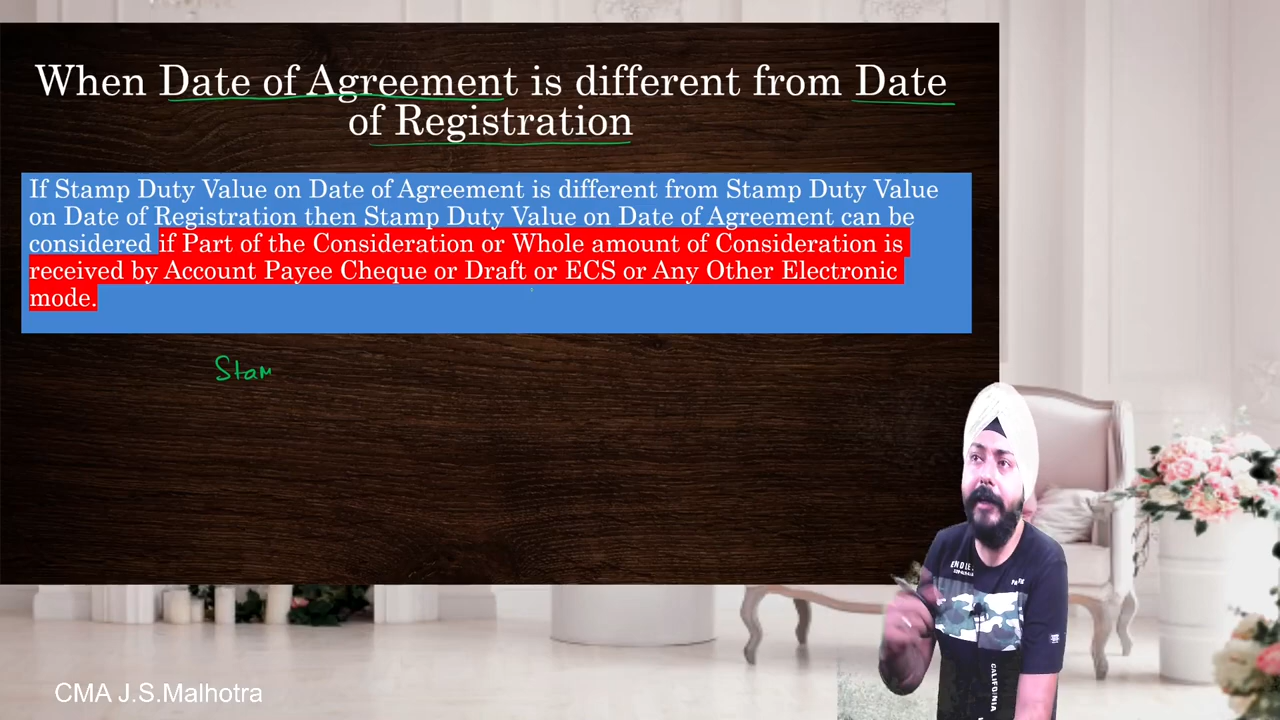 When Date of Agreement is different from Date
of Registration
If Stamp Duty Value on Date of Agreement is different from Stamp Duty Value
on Date of Registration then Stamp Duty Value on Date of Agreement can be
considered if Part of the Consideration or Whole amount of Consideration is
received by Account Payee Cheque or Draft or ECS or Any Other Electronic
mode.
Stam
CALIFORNIA
CMA J.S.Malhotra